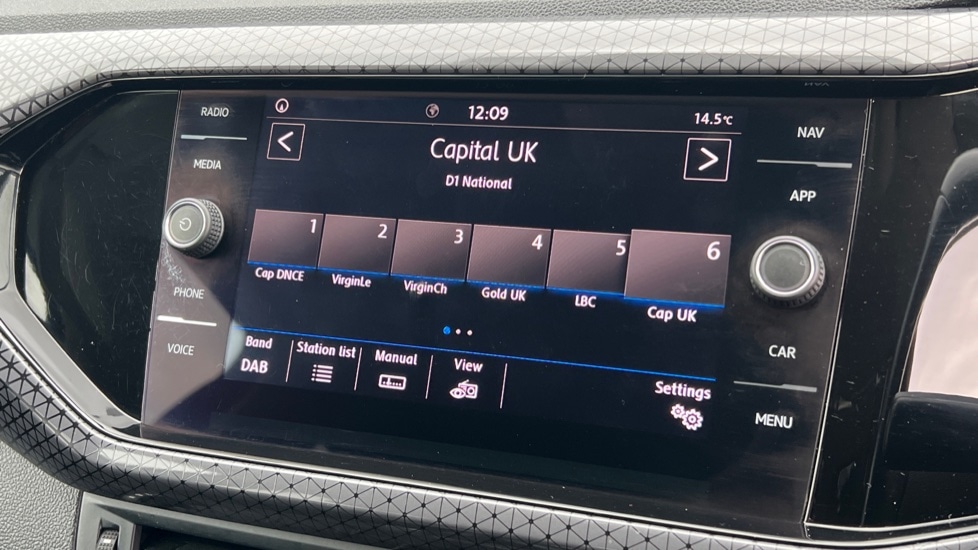 RADIO
MEDIA
PHONE
VOICE
12:09
14.5°C
<
Capital UK
>
D1 National
1 2 3 4 5 6
Cap DNCE VirginLe VirginCh Gold UK LBC Cap UK
Band Station list Manual View Settings
DAB
NAV
APP
CAR
MENU